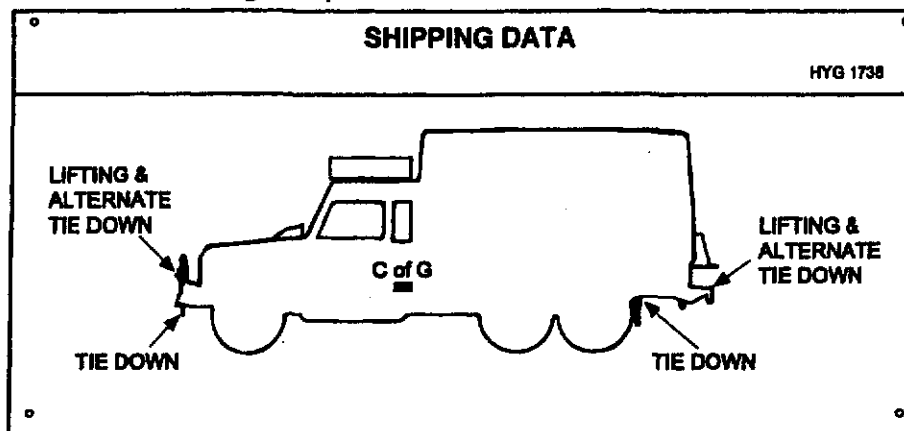 SHIPPING DATA
HYG 1738
LIFTING &
ALTERNATE
TIE DOWN
LIFTING &
ALTERNATE
TIE DOWN
C of G
TIE DOWN
TIE DOWN